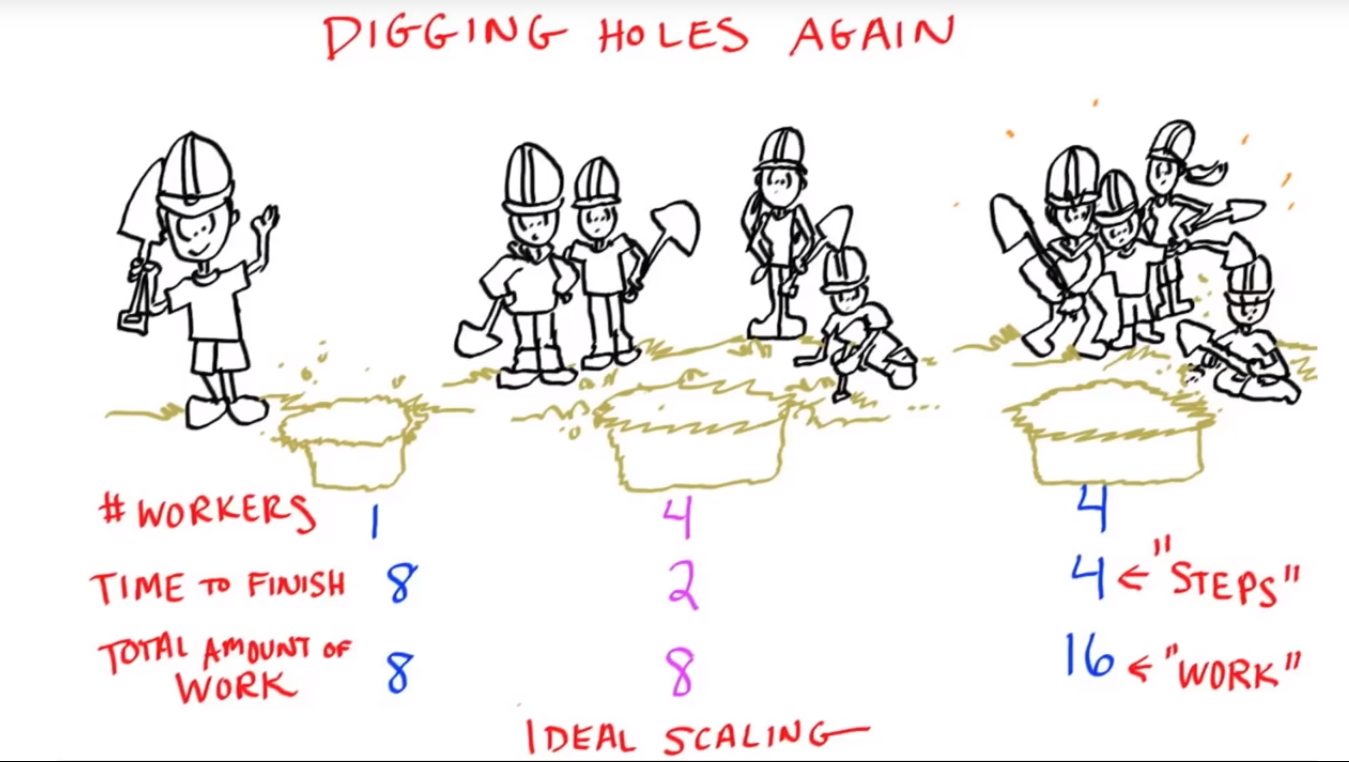 DIGGING HOLES AGAIN
# WORKERS 1 4 4
TIME TO FINISH 8 2 4 ← "STEPS"
TOTAL AMOUNT OF
WORK 8 8 16 ← "WORK"
IDEAL SCALING